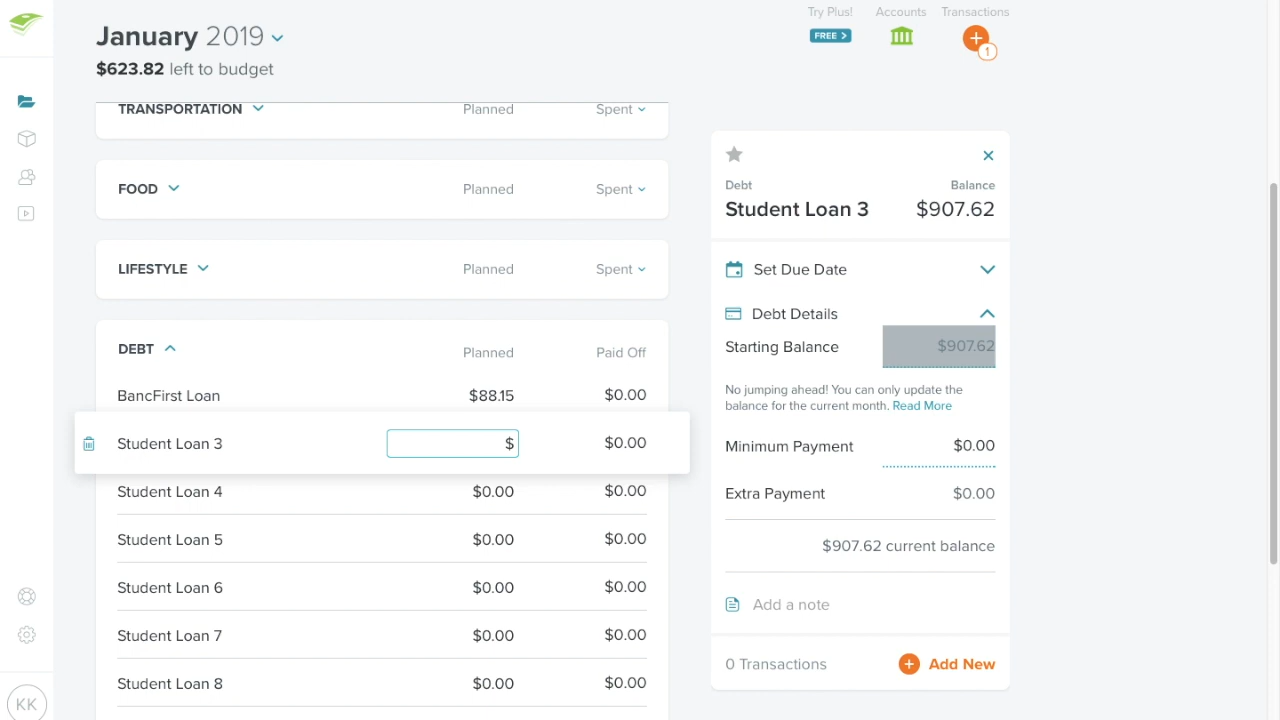 January 2019
$623.82 left to budget
Try Plus!
FREE >
Accounts
Transactions
1
TRANSPORTATION Planned Spent
FOOD Planned Spent
LIFESTYLE Planned Spent
DEBT Planned Paid Off
BancFirst Loan $88.15 $0.00
Student Loan 3 $ $0.00
Student Loan 4 $0.00 $0.00
Student Loan 5 $0.00 $0.00
Student Loan 6 $0.00 $0.00
Student Loan 7 $0.00 $0.00
Student Loan 8 $0.00 $0.00
Debt Balance
Student Loan 3 $907.62
Set Due Date
Debt Details
Starting Balance $907.62
No jumping ahead! You can only update the
balance for the current month. Read More
Minimum Payment $0.00
Extra Payment $0.00
$907.62 current balance
Add a note
0 Transactions Add New
KK